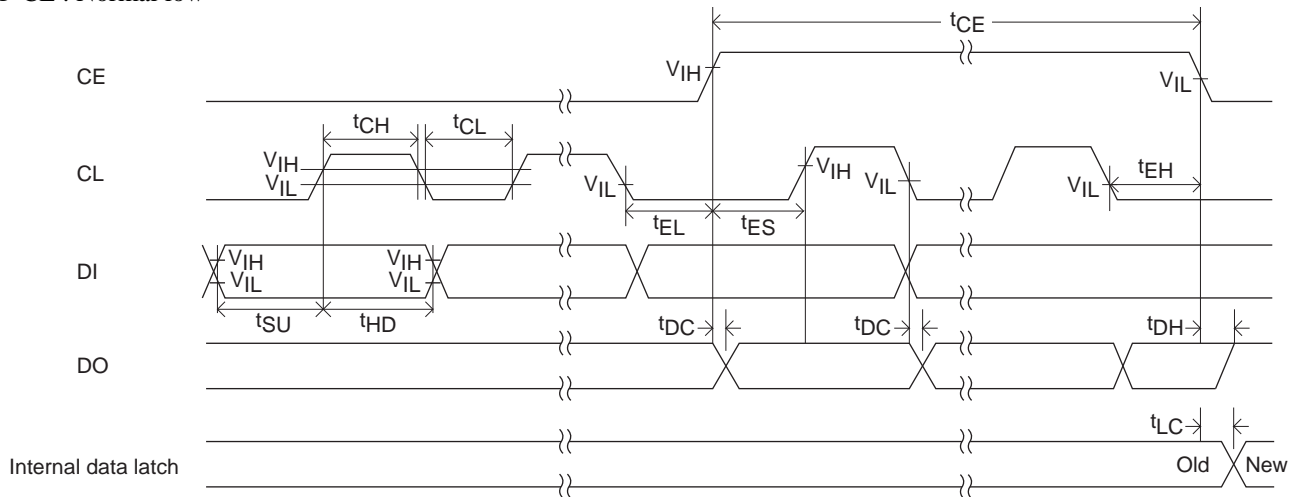 tCE
CE
VIH
VIL
tCH
tCL
CL
VIH
VIL
VIL
VIH
VIL
VIL
tEH
tEL
tES
DI
VIH
VIL
VIH
VIL
tSU
tHD
tDC
tDC
tDH
DO
tLC
Internal data latch
Old
New